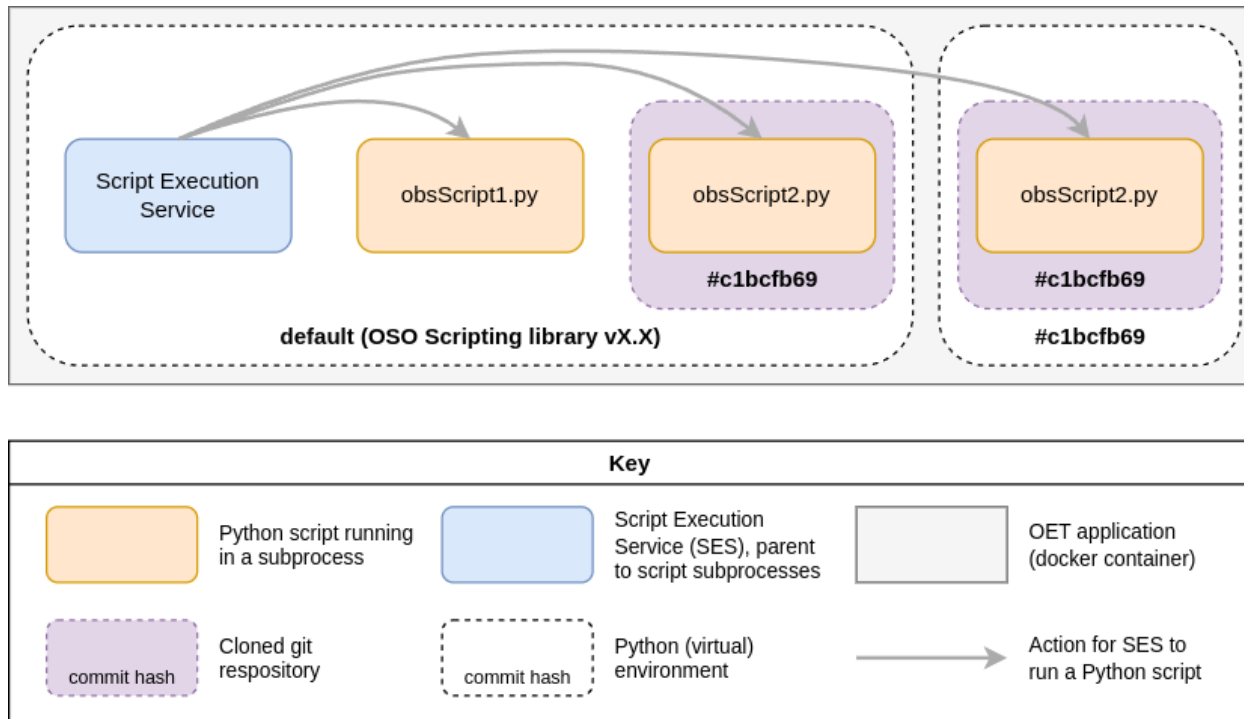 Script Execution
Service
obsScript1.py
obsScript2.py
obsScript2.py
#c1bcfb69
#c1bcfb69
default (OSO Scripting library vX.X)
#c1bcfb69
Key
Python script running
in a subprocess
Script Execution
Service (SES), parent
to script subprocesses
OET application
(docker container)
commit hash
Cloned git
respository
commit hash
Python (virtual)
environment
Action for SES to
run a Python script